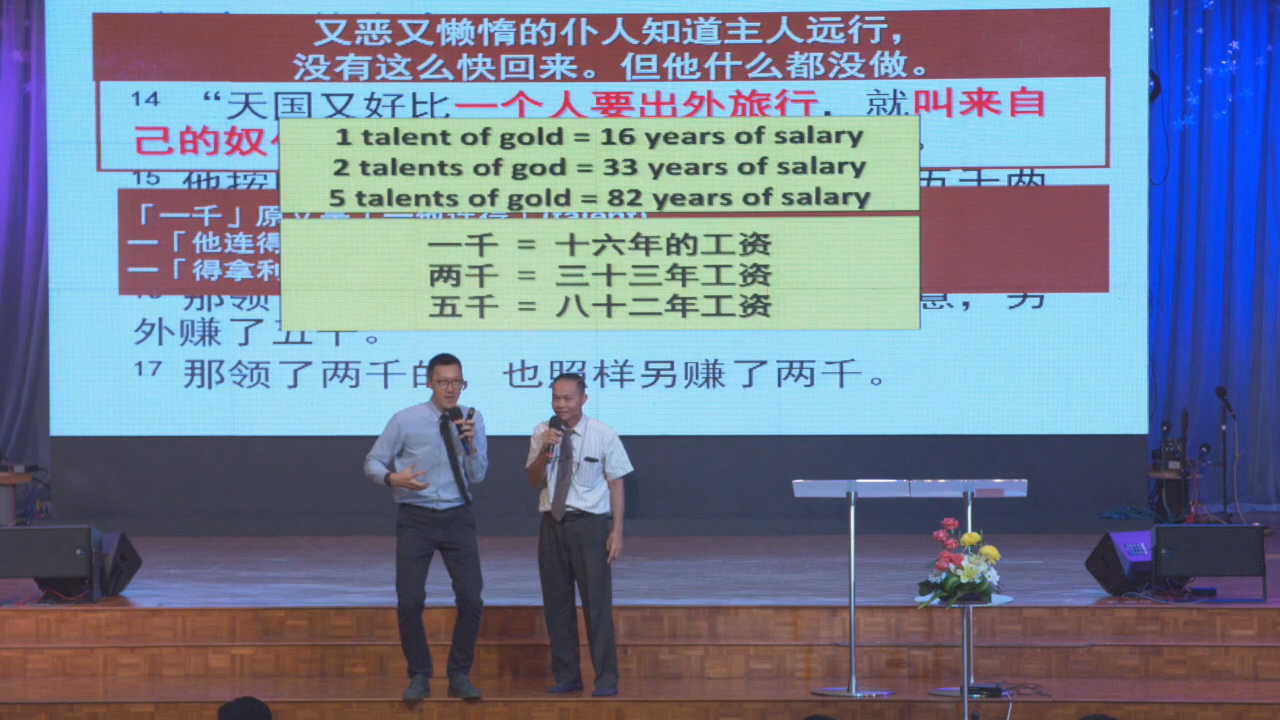 又恶又懒惰的仆人知道主人远行，
没有这么快回来。但他什么都没做。
14 “天国又好比一个人要出外旅行，就叫来自
己的奴
1 talent of gold = 16 years of salary
2 talents of god = 33 years of salary
5 talents of gold = 82 years of salary
15 他按
「一千」原
一「他连得
一「得拿利
一千 = 十六年的工资
两千 = 三十三年工资
五千 = 八十二年工资
那领 息，另
外赚了五千。
17 那领了两千的，也照样另赚了两千。